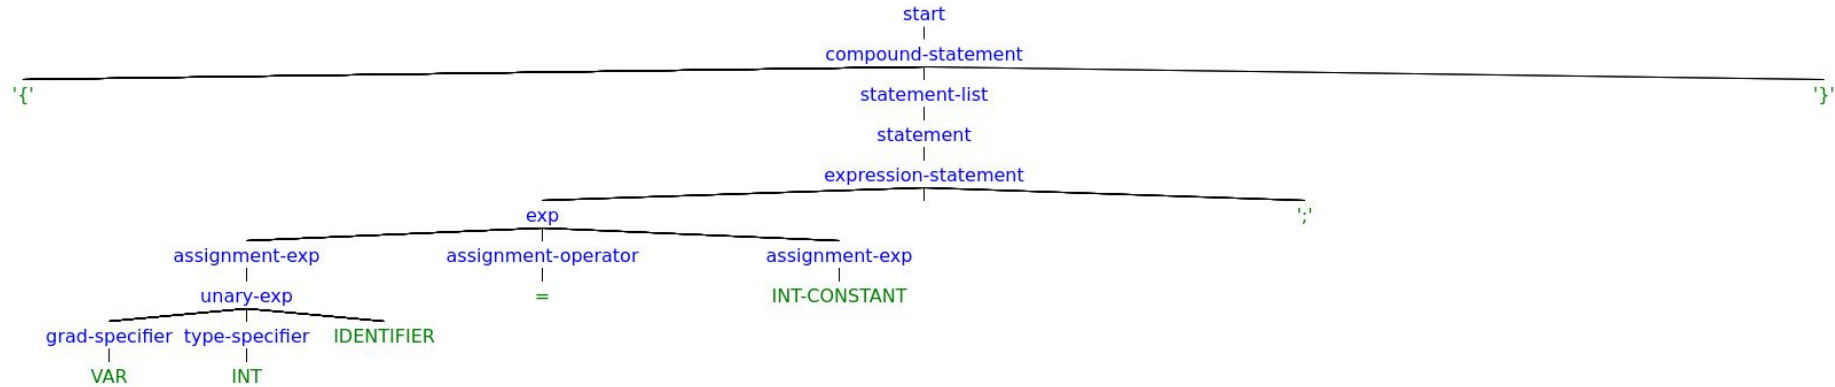 start
compound-statement
'{' statement-list '}'
statement
expression-statement
exp ';'
assignment-exp assignment-operator assignment-exp
unary-exp = INT-CONSTANT
grad-specifier type-specifier IDENTIFIER
VAR INT